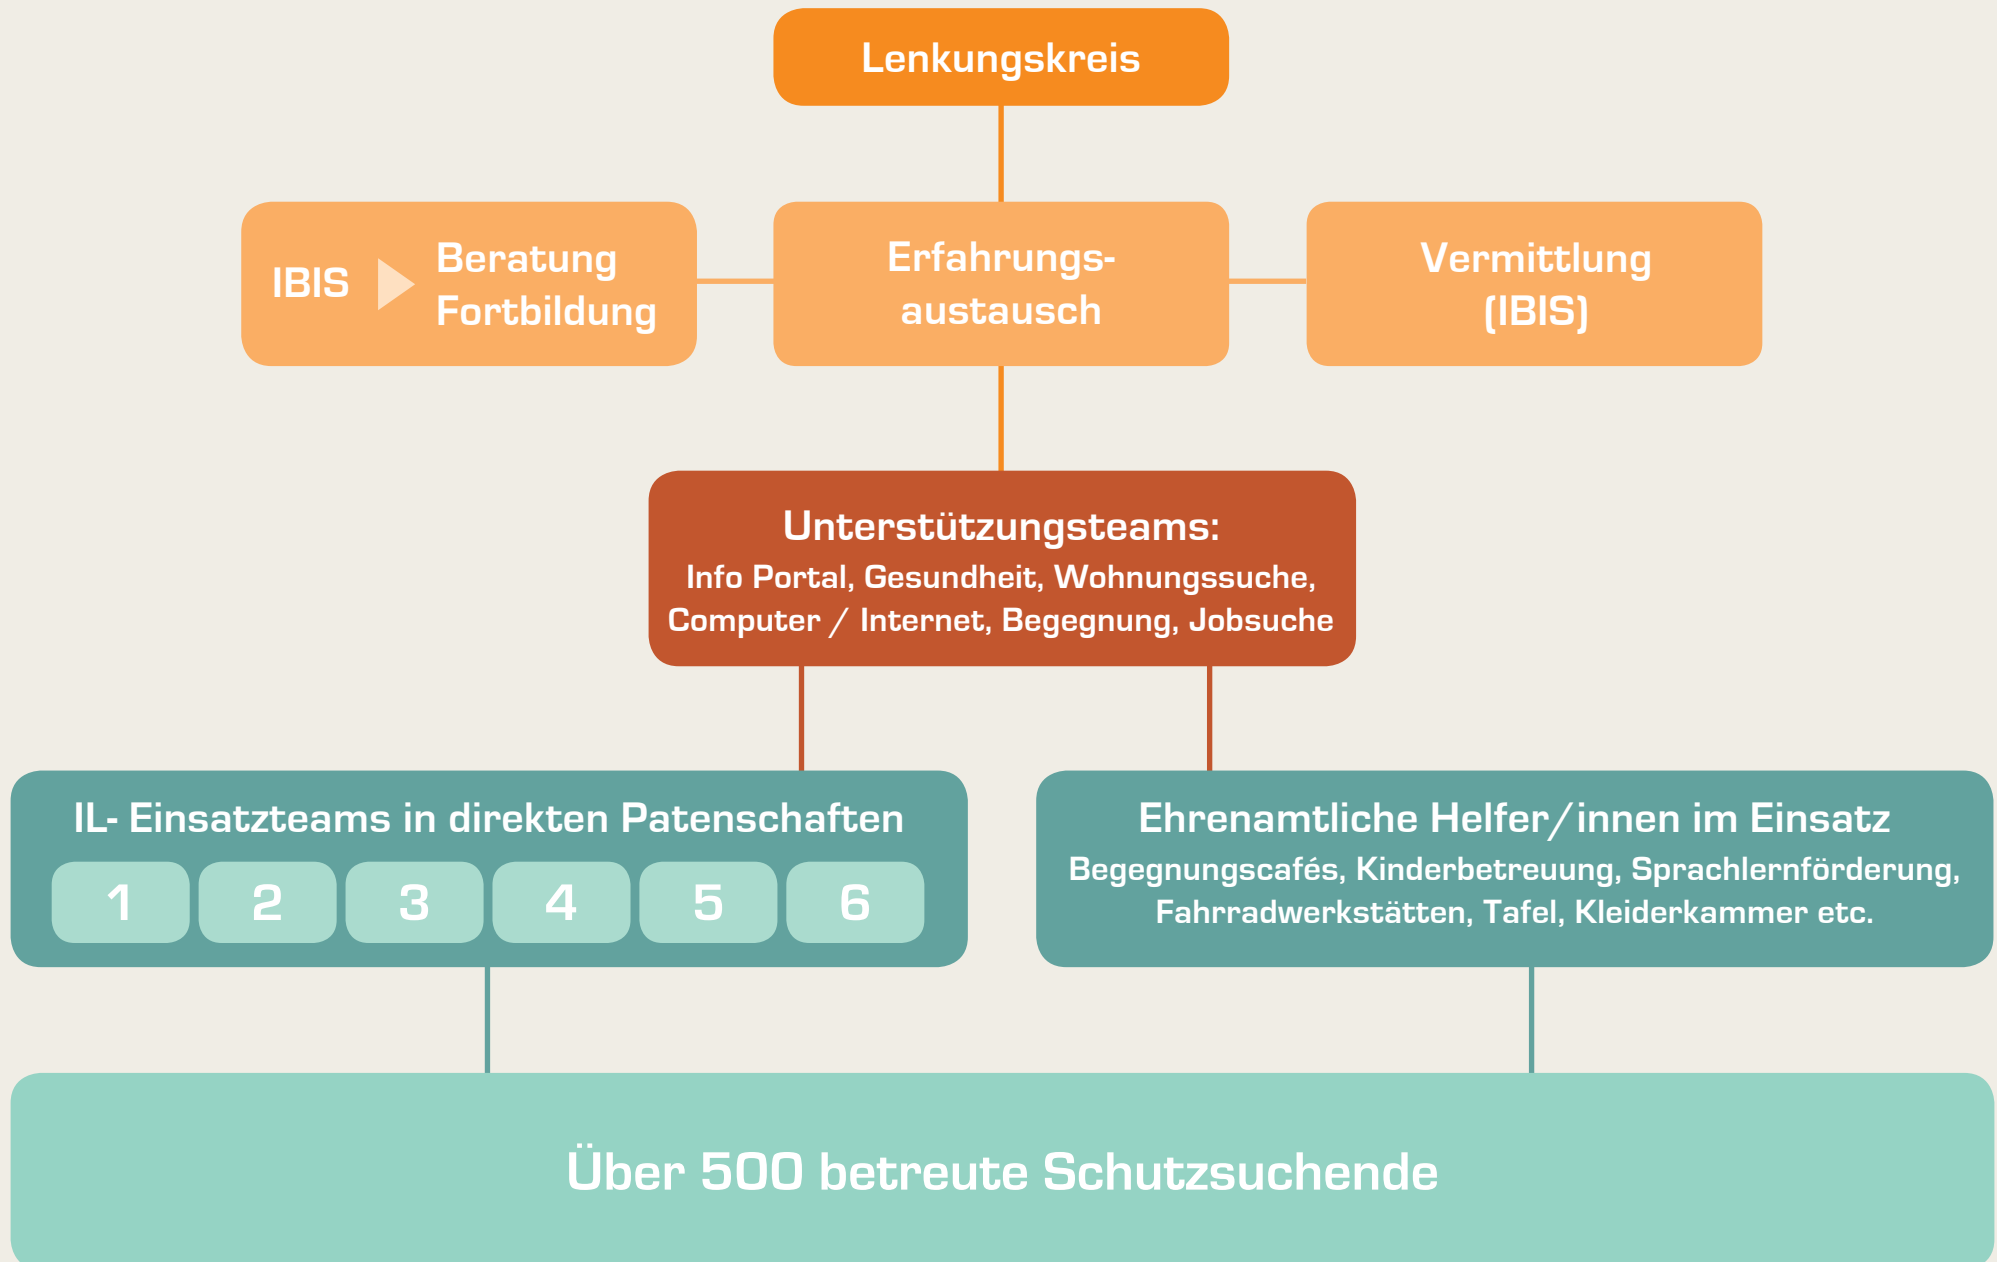 Lenkungskreis
IBIS
Beratung
Fortbildung
Erfahrungs-
austausch
Vermittlung
(IBIS)
Unterstützungsteams:
Info Portal, Gesundheit, Wohnungssuche,
Computer / Internet, Begegnung, Jobsuche
IL- Einsatzteams in direkten Patenschaften
1 2 3 4 5 6
Ehrenamtliche Helfer/innen im Einsatz
Begegnungscafés, Kinderbetreuung, Sprachlernförderung,
Fahrradwerkstätten, Tafel, Kleiderkammer etc.
Über 500 betreute Schutzsuchende